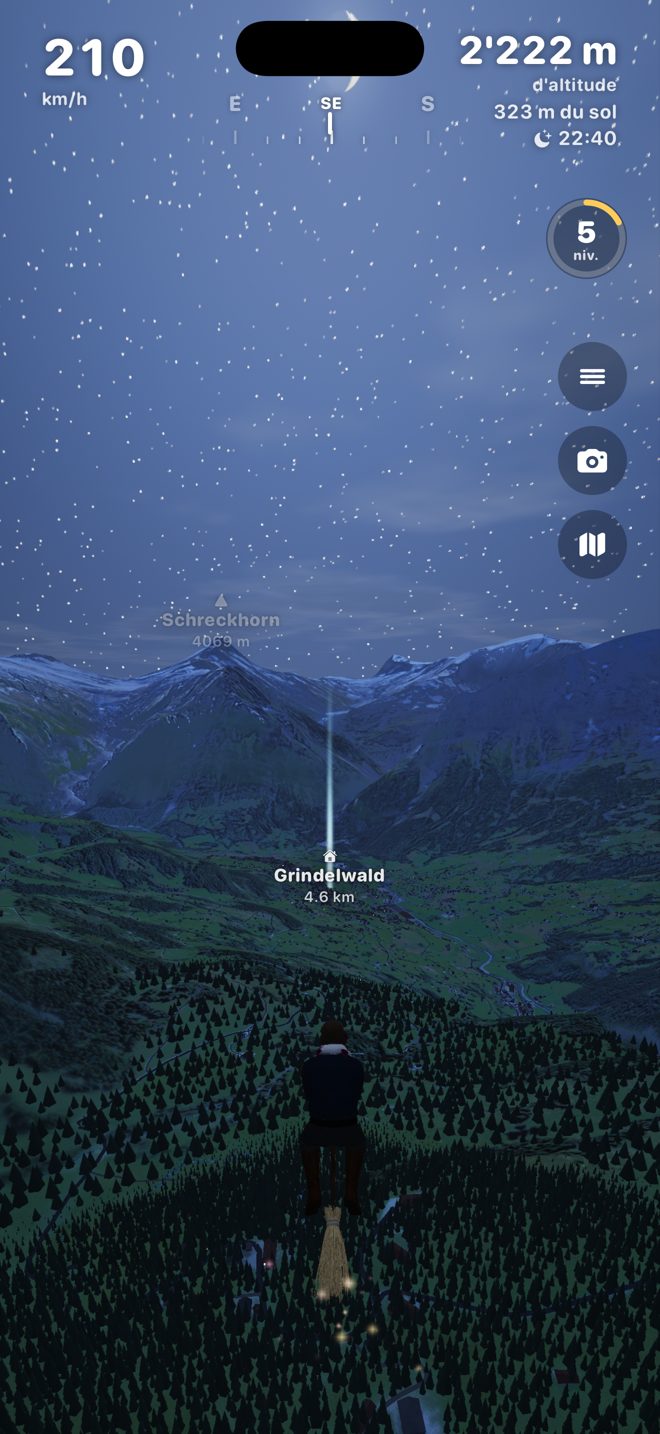 210
km/h
E
SE
S
2'222 m
d'altitude
323 m du sol
22:40
5
niv.
Schreckhorn
4069 m
Grindelwald
4.6 km